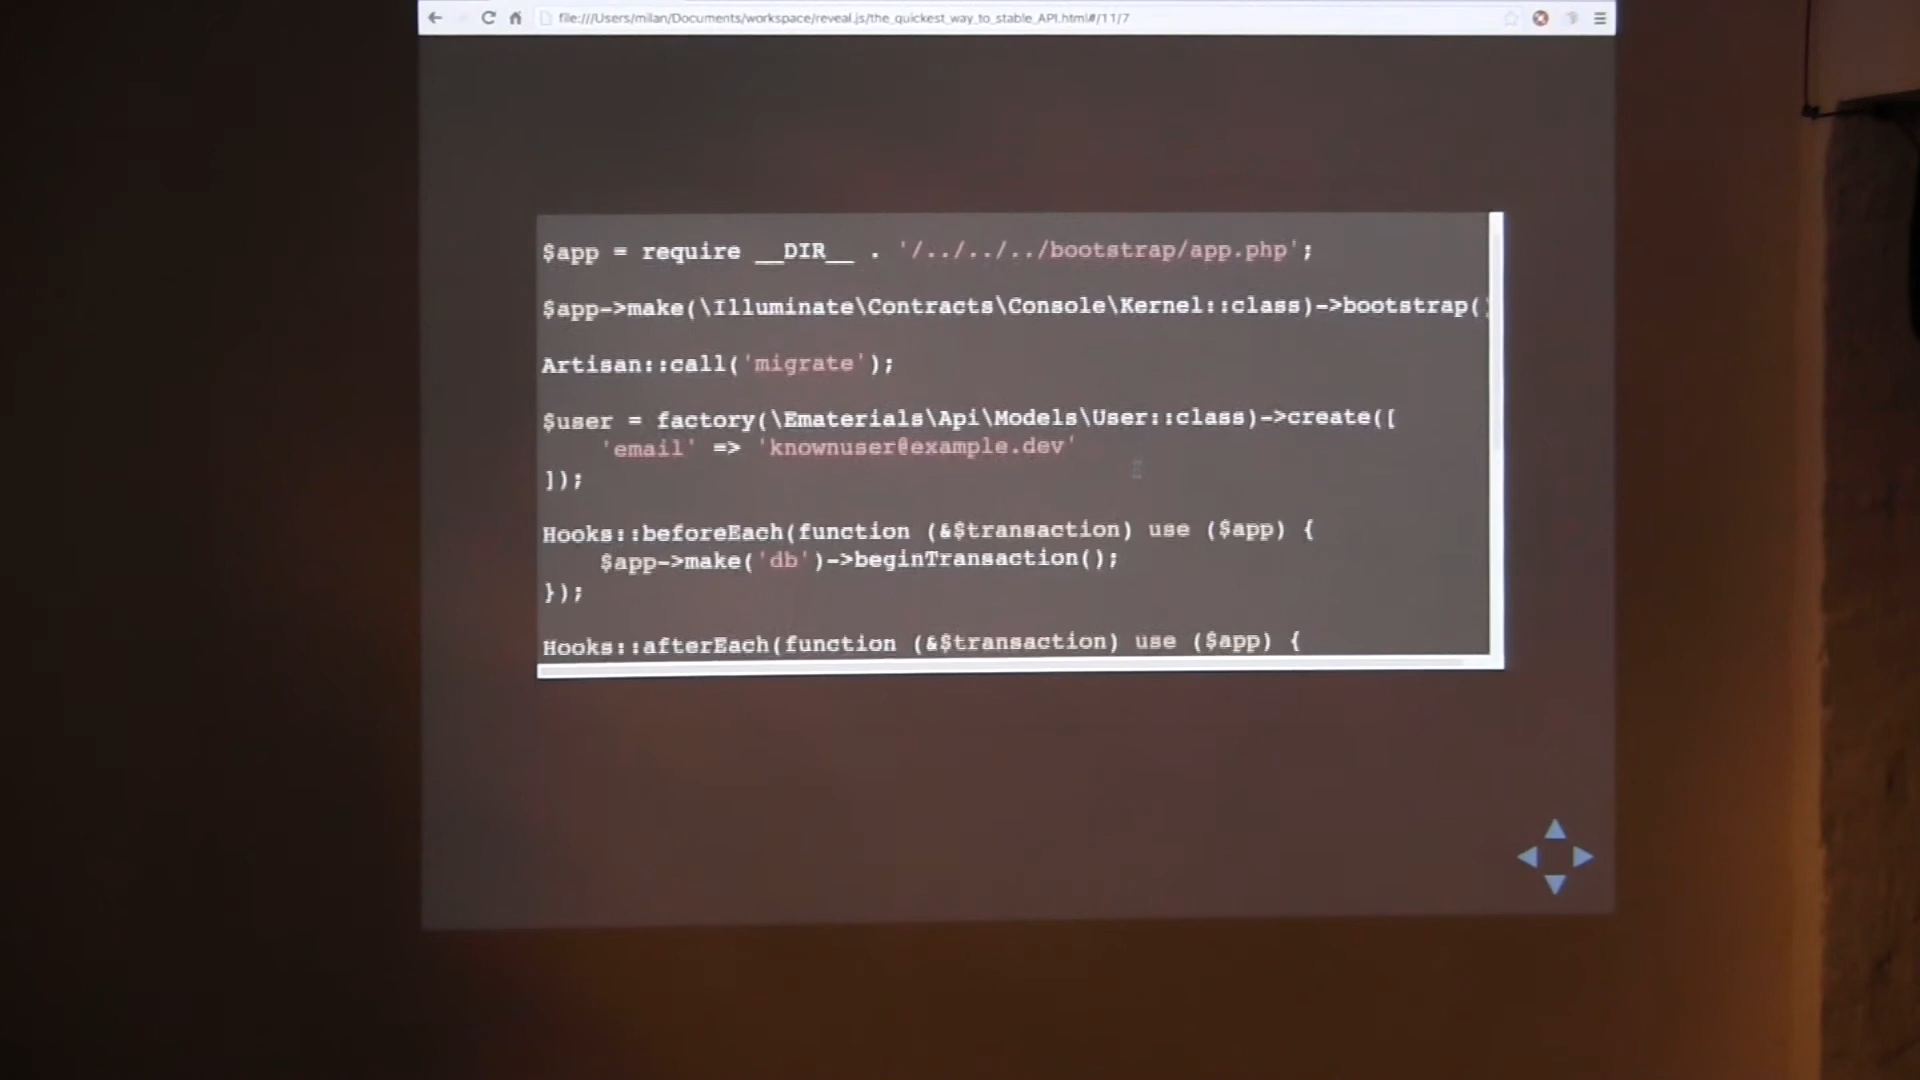 file:///Users/milan/Documents/workspace/reveal.js/the_quickest_way_to_stable_API.html#/11/7
$app = require __DIR__ . '/../../../bootstrap/app.php';
$app->make(\Illuminate\Contracts\Console\Kernel::class)->bootstrap()
Artisan::call('migrate');
$user = factory(\Ematerials\Api\Models\User::class)->create([
'email' => 'knownuser@example.dev'
]);
Hooks::beforeEach(function (&$transaction) use ($app) {
$app->make('db')->beginTransaction();
});
Hooks::afterEach(function (&$transaction) use ($app) {